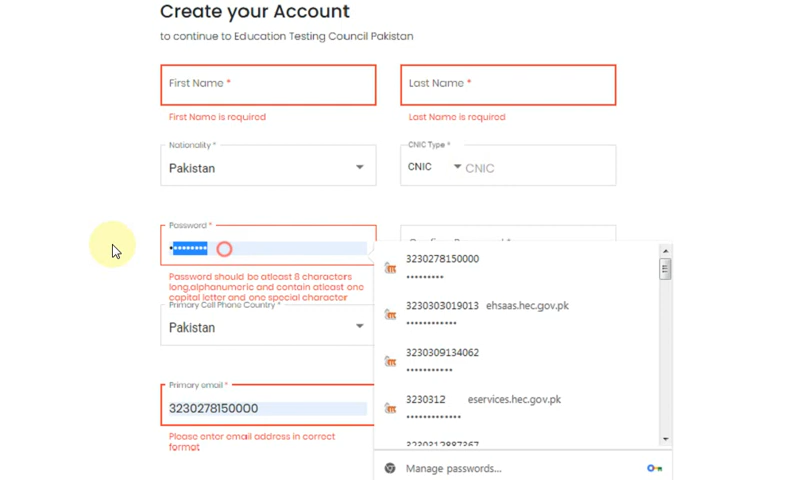 Create your Account
to continue to Education Testing Council Pakistan
First Name *
Last Name *
First Name is required
Last Name is required
Nationality *
CNIC Type *
Pakistan
CNIC
CNIC
Password *
•••••••••
Password should be atleast 8 characters
long,alphanumeric and contain atleast one
capital letter and one special character
Primary Cell Phone Country *
Pakistan
Primary email *
3230278150000
Please enter email address in correct
format
3230278150000
•••••••••
3230303019013 ehsaas.hec.gov.pk
••••••••••••
3230309134062
•••••••••••
3230312 eservices.hec.gov.pk
•••••••••••••
Manage passwords...